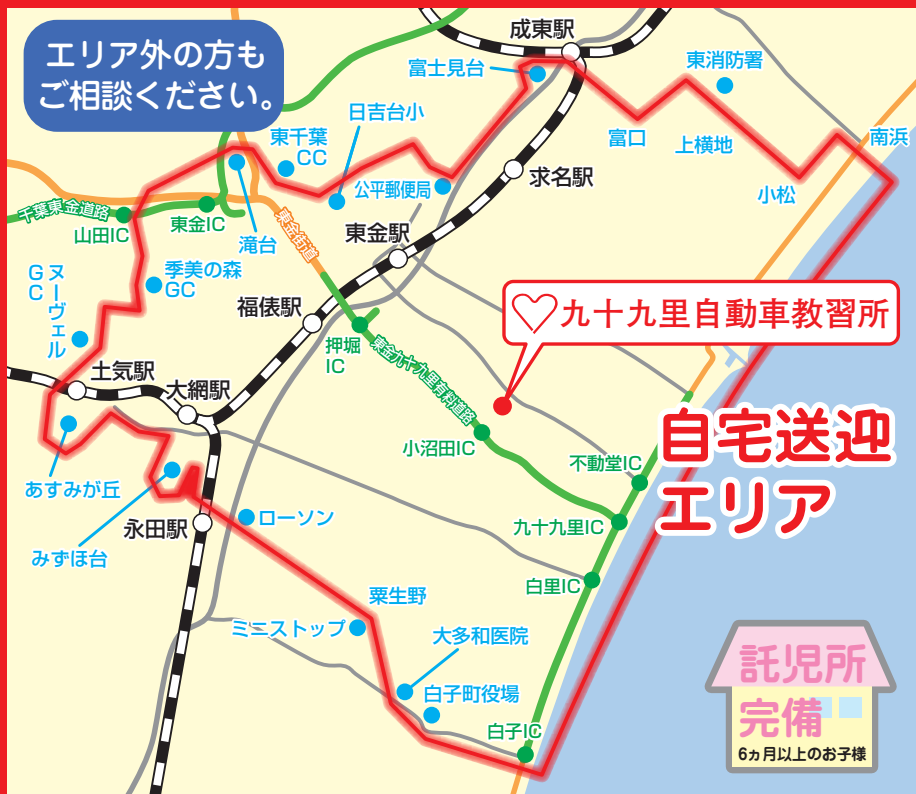 エリア外の方も
ご相談ください。
成東駅
富士見台
東消防署
日吉台小
東千葉
CC
富口
上横地
南浜
公平郵便局
求名駅
小松
千葉東金道路
山田IC
東金IC
滝台
東金街道
東金駅
季美の森
GC
ヌーヴェル
GC
福俵駅
九十九里自動車教習所
押堀
IC
東金九十九里有料道路
土気駅
大網駅
自宅送迎
エリア
小沼田IC
不動堂IC
あすみが丘
永田駅
ローソン
九十九里IC
みずほ台
白里IC
粟生野
ミニストップ
大多和医院
白子町役場
白子IC
託児所
完備
6ヵ月以上のお子様